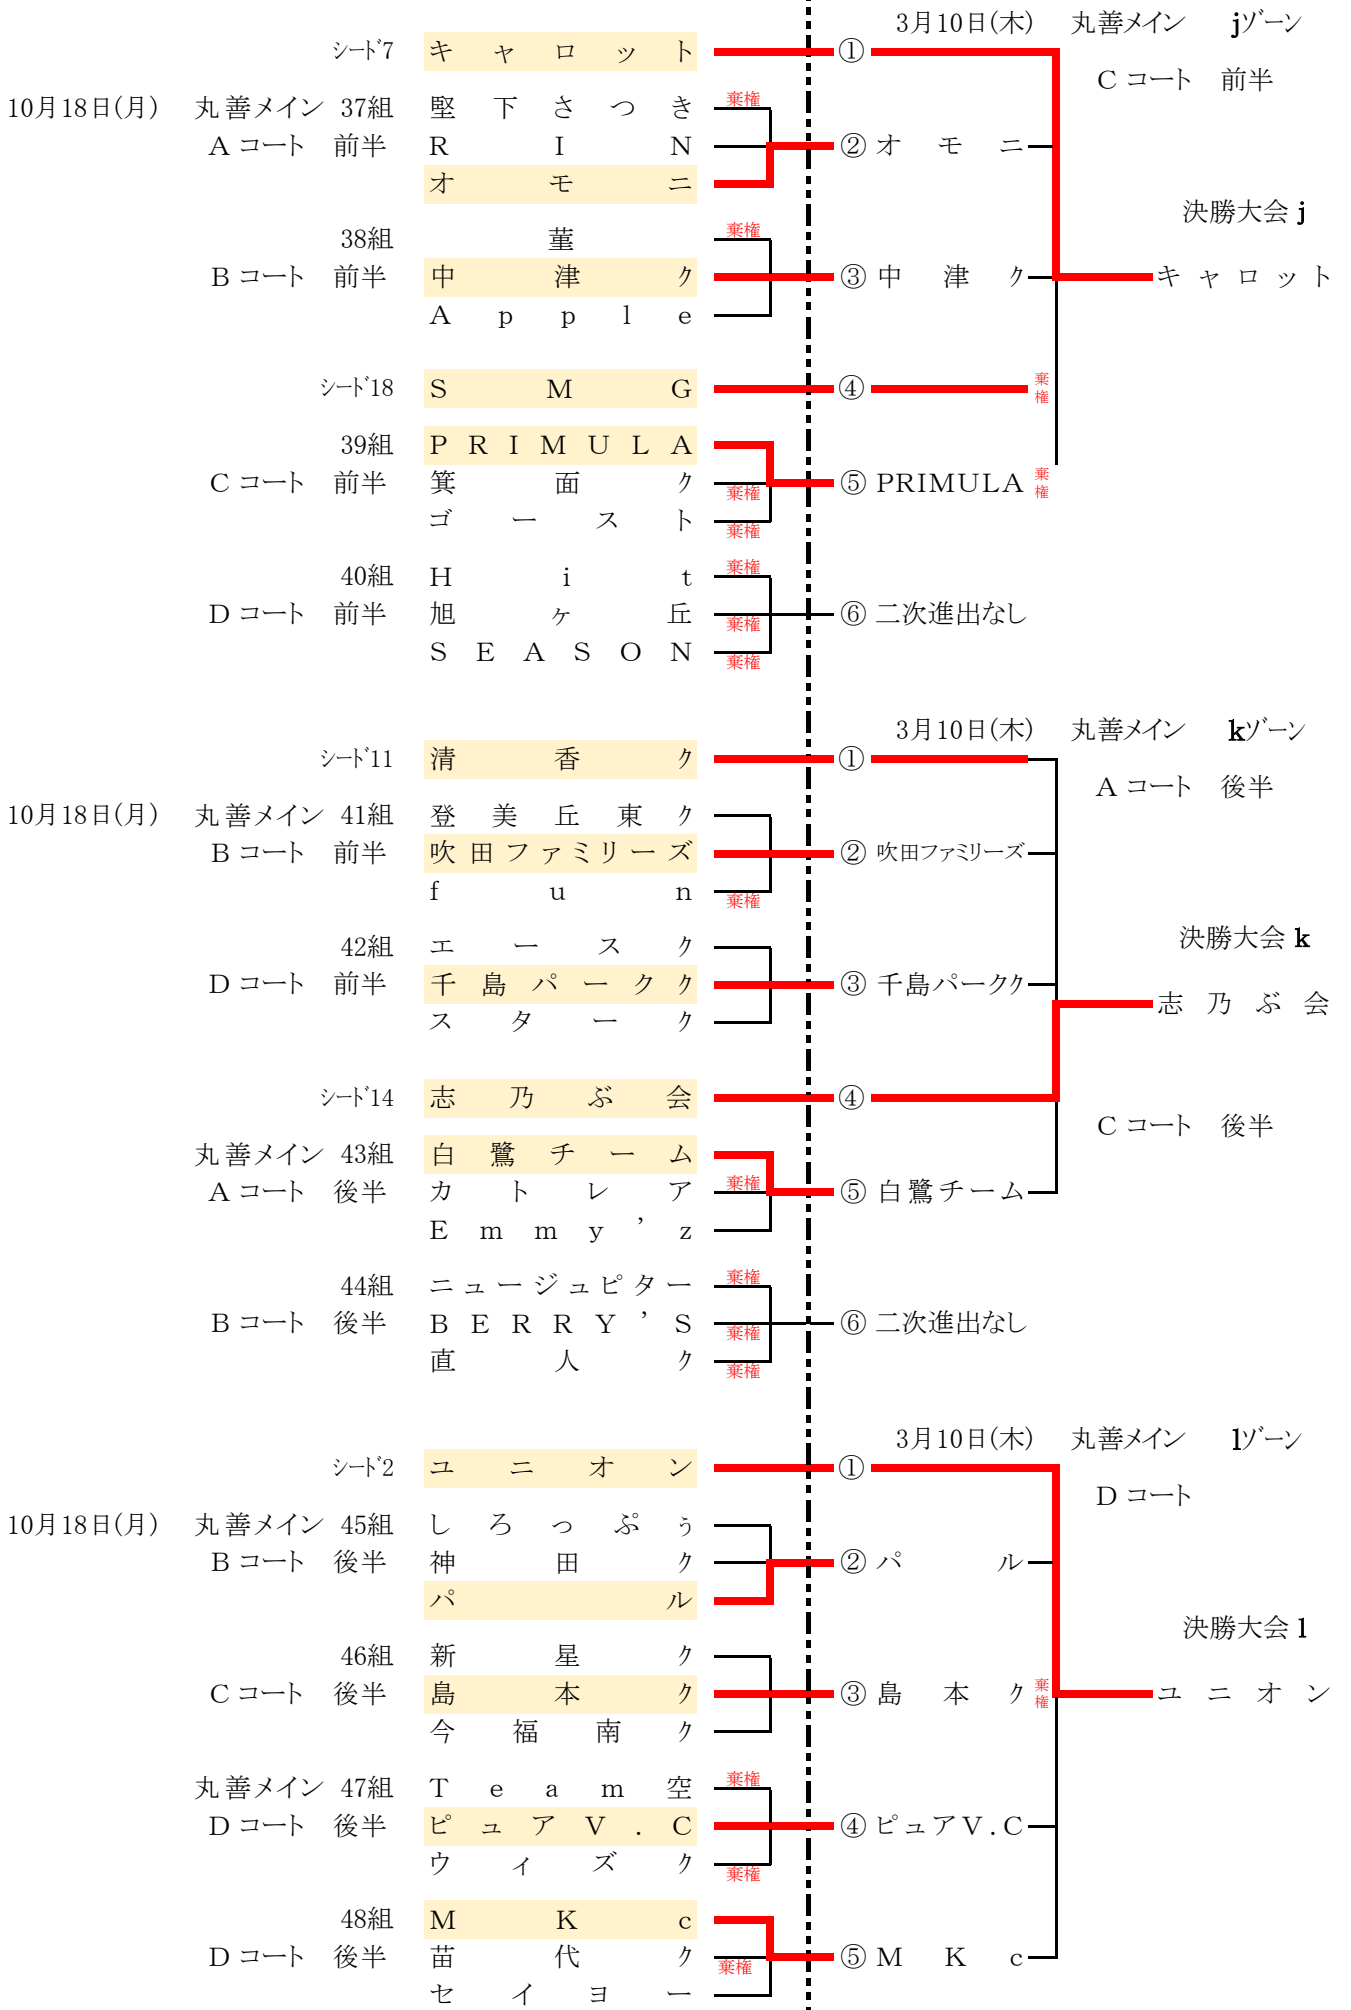 3月10日(木) 丸善メイン jゾーン
シード7 キャロット ①
C コート 前半
10月18日(月) 丸善メイン 37組 堅下さつき 棄権
A コート 前半 RIN ② オモニ
オモニ
決勝大会 j
38組 菫 棄権
B コート 前半 中津ク ③ 中津ク キャロット
Apple
シード18 SMG ④ 棄権
39組 PRIMULA
C コート 前半 箕面ク 棄権 ⑤ PRIMULA 棄権
ゴースト 棄権
40組 Hit 棄権
D コート 前半 旭ヶ丘 棄権 ⑥ 二次進出なし
SEASON 棄権
3月10日(木) 丸善メイン kゾーン
シード11 清香ク ①
A コート 後半
10月18日(月) 丸善メイン 41組 登美丘東ク
B コート 前半 吹田ファミリーズ ② 吹田ファミリーズ
fun 棄権
42組 エースク 決勝大会 k
D コート 前半 千島パークク ③ 千島パークク
志乃ぶ会
スターク
シード14 志乃ぶ会 ④
C コート 後半
丸善メイン 43組 白鷺チーム
A コート 後半 カトレア 棄権 ⑤ 白鷺チーム
Emmy’z
44組 ニュージュピター 棄権
B コート 後半 BERRY’S 棄権 ⑥ 二次進出なし
直人ク 棄権
3月10日(木) 丸善メイン lゾーン
シード2 ユニオン ①
D コート
10月18日(月) 丸善メイン 45組 しろっぷぅ
B コート 後半 神田ク ② パル
パル
決勝大会 l
46組 新星ク
C コート 後半 島本ク ③ 島本ク 棄権 ユニオン
今福南ク
丸善メイン 47組 Team空 棄権
D コート 後半 ピュアV.C ④ ピュアV.C
ウィズク 棄権
48組 MKc
D コート 後半 苗代ク 棄権 ⑤ MKc
セイヨー